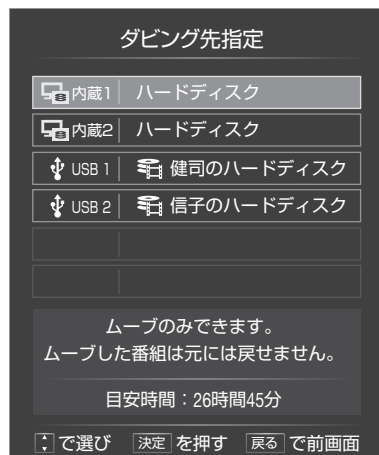 ダビング先指定
内蔵1 ハードディスク
内蔵2 ハードディスク
USB 1 健司のハードディスク
USB 2 信子のハードディスク
ムーブのみできます。
ムーブした番組は元には戻せません。
目安時間：26時間45分
で選び 決定 を押す 戻る で前画面